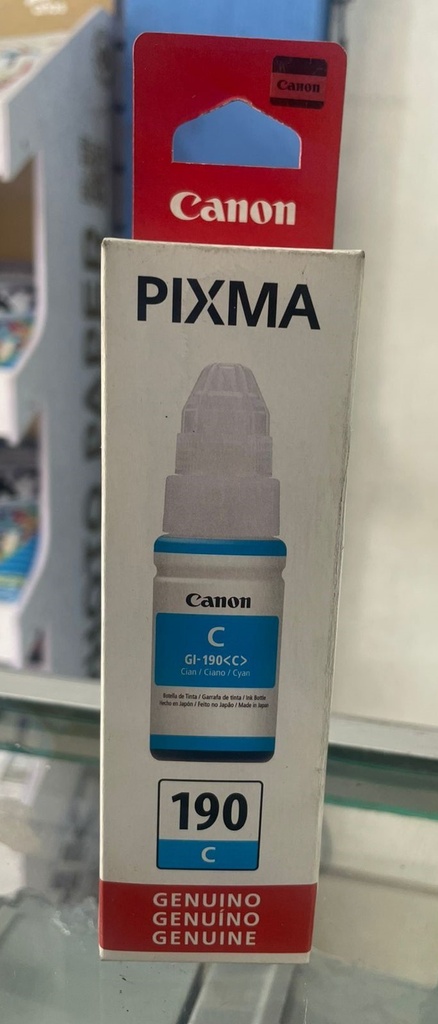 Canon
Canon
PIXMA
Canon
C
GI-190<C>
Cian / Ciano / Cyan
Botella de Tinta / Garrafa de tinta / Ink Bottle
Hecho en Japón / Feito no Japão / Made in Japan
190
C
GENUINO
GENUÍNO
GENUINE